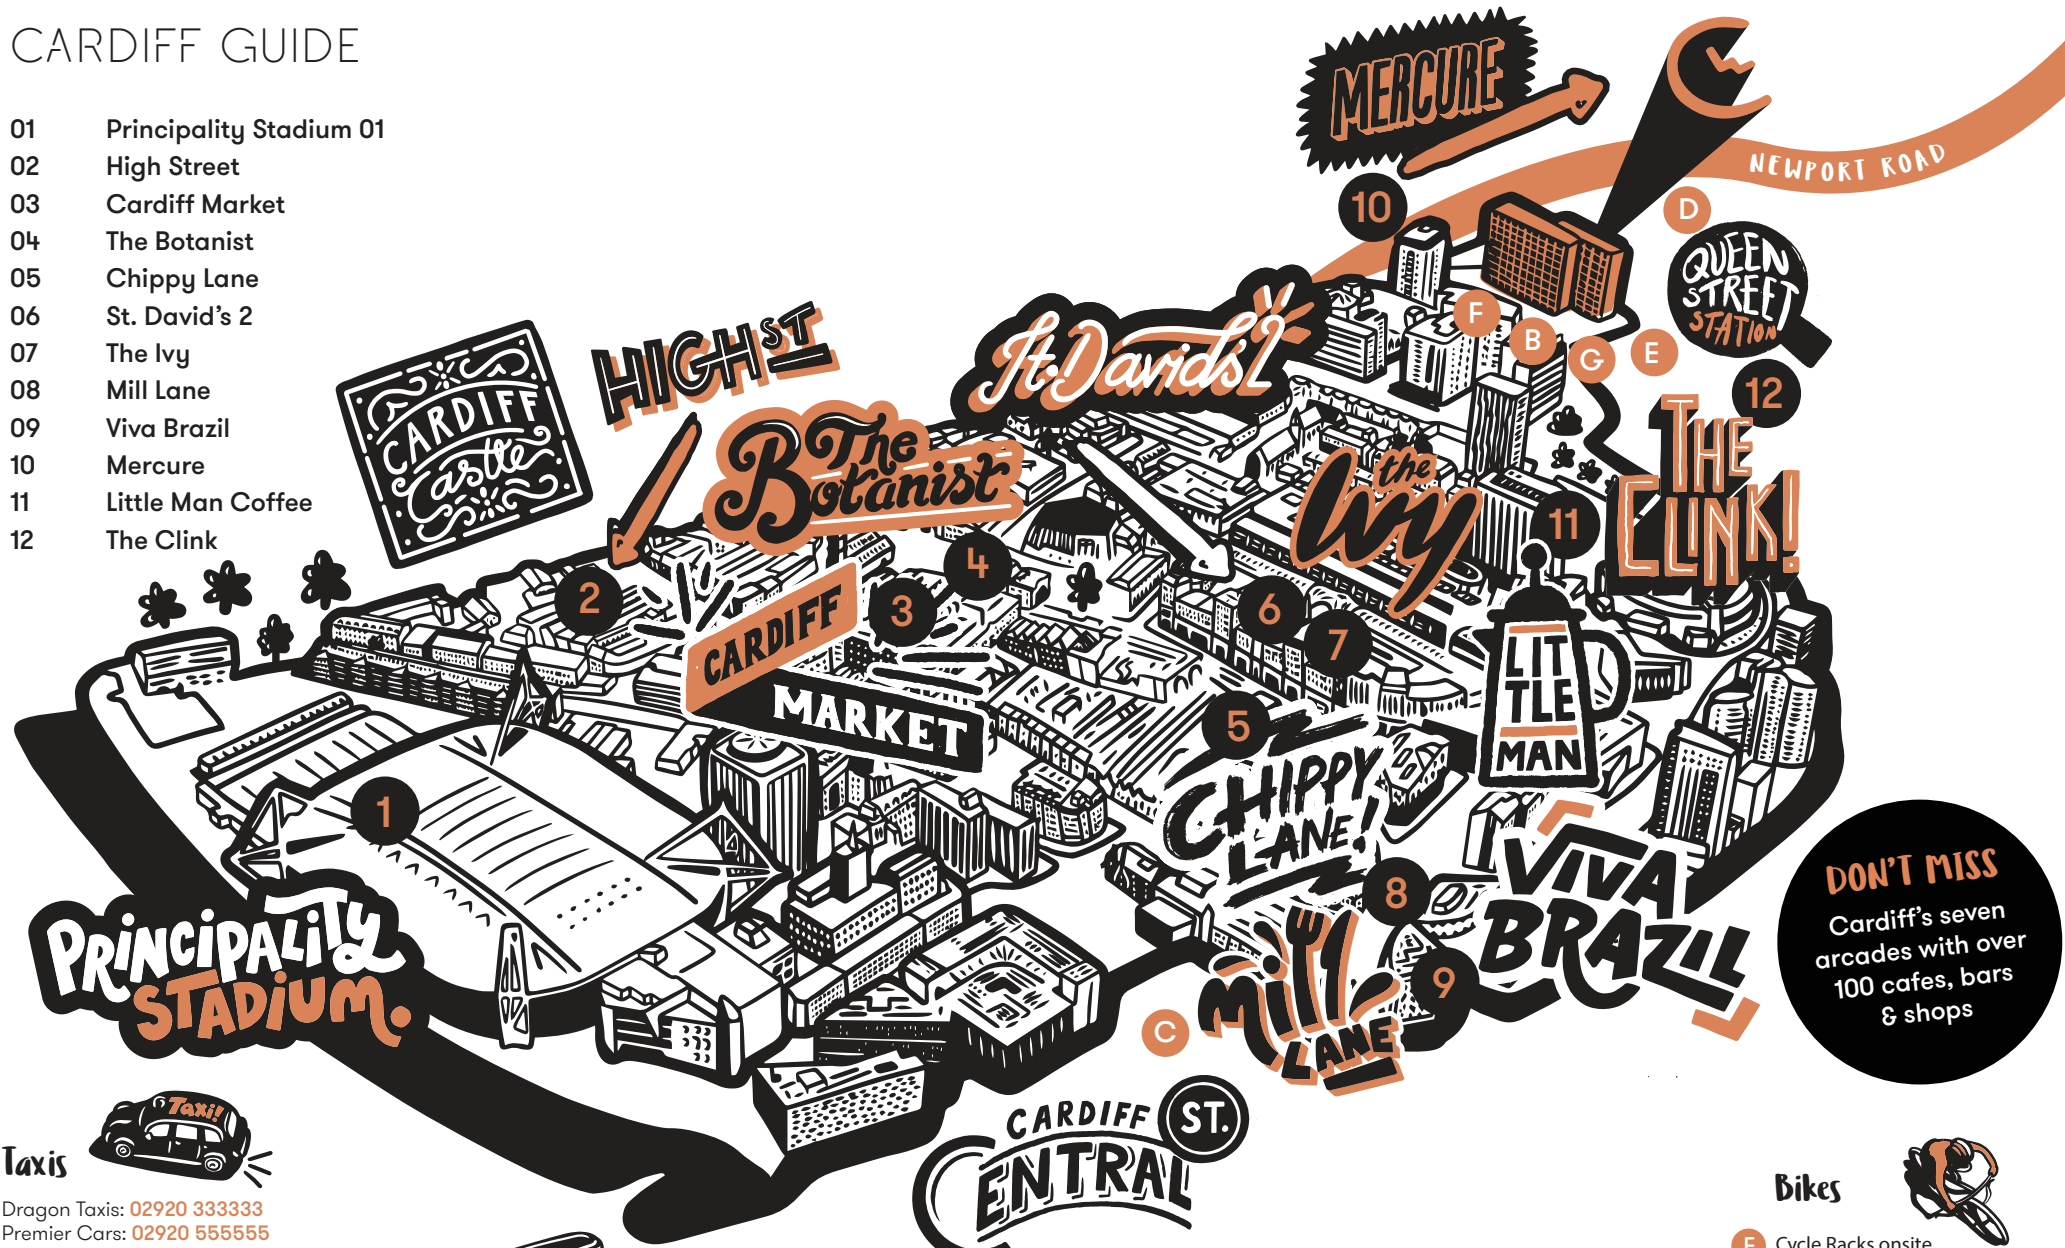 CARDIFF GUIDE
01 Principality Stadium 01
02 High Street
03 Cardiff Market
04 The Botanist
05 Chippy Lane
06 St. David's 2
07 The Ivy
08 Mill Lane
09 Viva Brazil
10 Mercure
11 Little Man Coffee
12 The Clink
MERCURE
NEWPORT ROAD
10
D
QUEEN
STREET
STATION
F
B
G
E
12
HIGH ST
St. David's 2
CARDIFF
Castle
The
Botanist
the
Ivy
THE
CLINK!
11
2
3
4
6
7
5
CARDIFF
MARKET
LIT
TLE
MAN
CHIPPY
LANE!
1
8
9
VIVA
BRAZIL
PRINCIPALITY
STADIUM.
MILL
LANE
C
DON'T MISS
Cardiff's seven
arcades with over
100 cafes, bars
& shops
CARDIFF ST.
CENTRAL
Taxi!
Taxis
Dragon Taxis: 02920 333333
Premier Cars: 02920 555555
Bikes
F Cycle Racks onsite